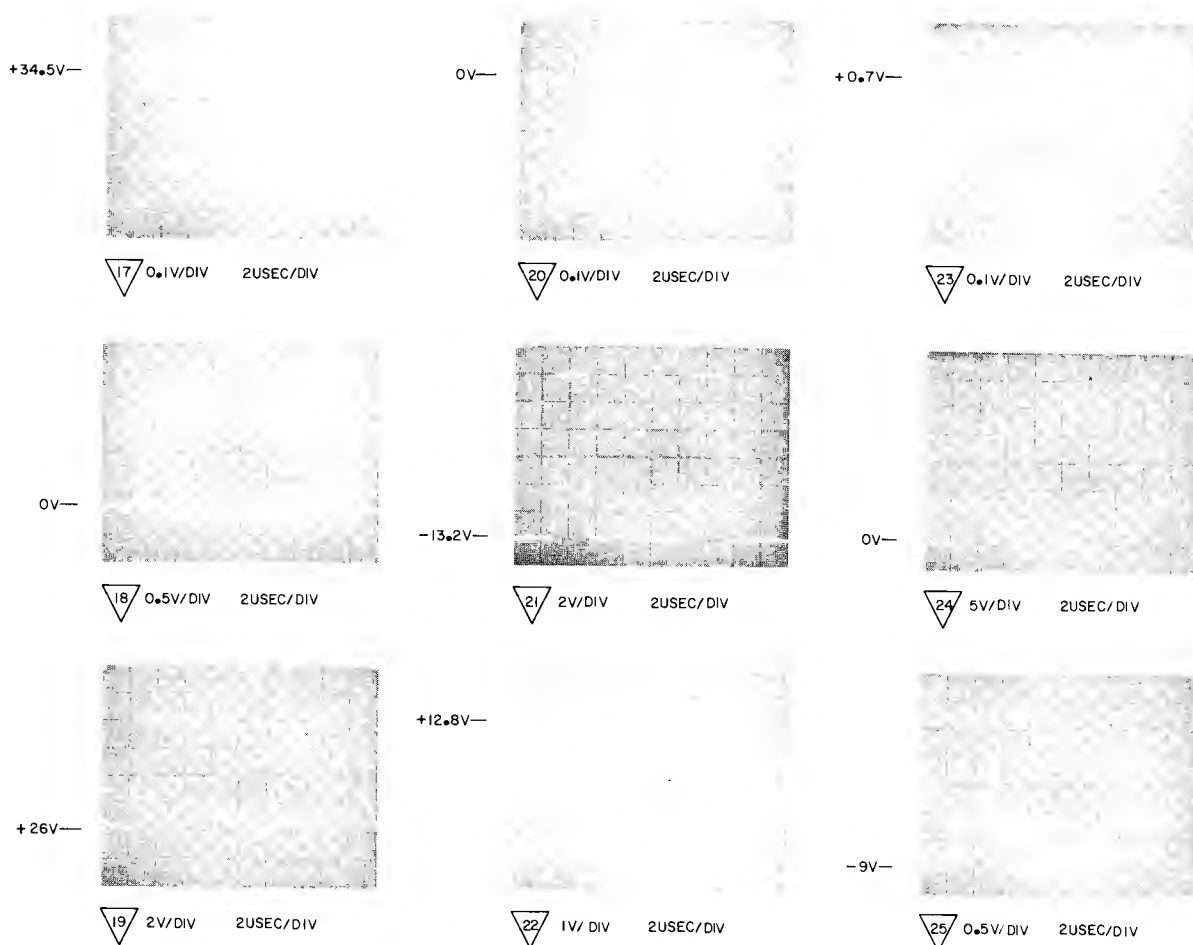 +34.5V—
17 0.1V/DIV 2USEC/DIV
0V—
20 0.1V/DIV 2USEC/DIV
+0.7V—
23 0.1V/DIV 2USEC/DIV
0V—
18 0.5V/DIV 2USEC/DIV
-13.2V—
21 2V/DIV 2USEC/DIV
0V—
24 5V/DIV 2USEC/DIV
+26V—
19 2V/DIV 2USEC/DIV
+12.8V—
22 1V/DIV 2USEC/DIV
-9V—
25 0.5V/DIV 2USEC/DIV